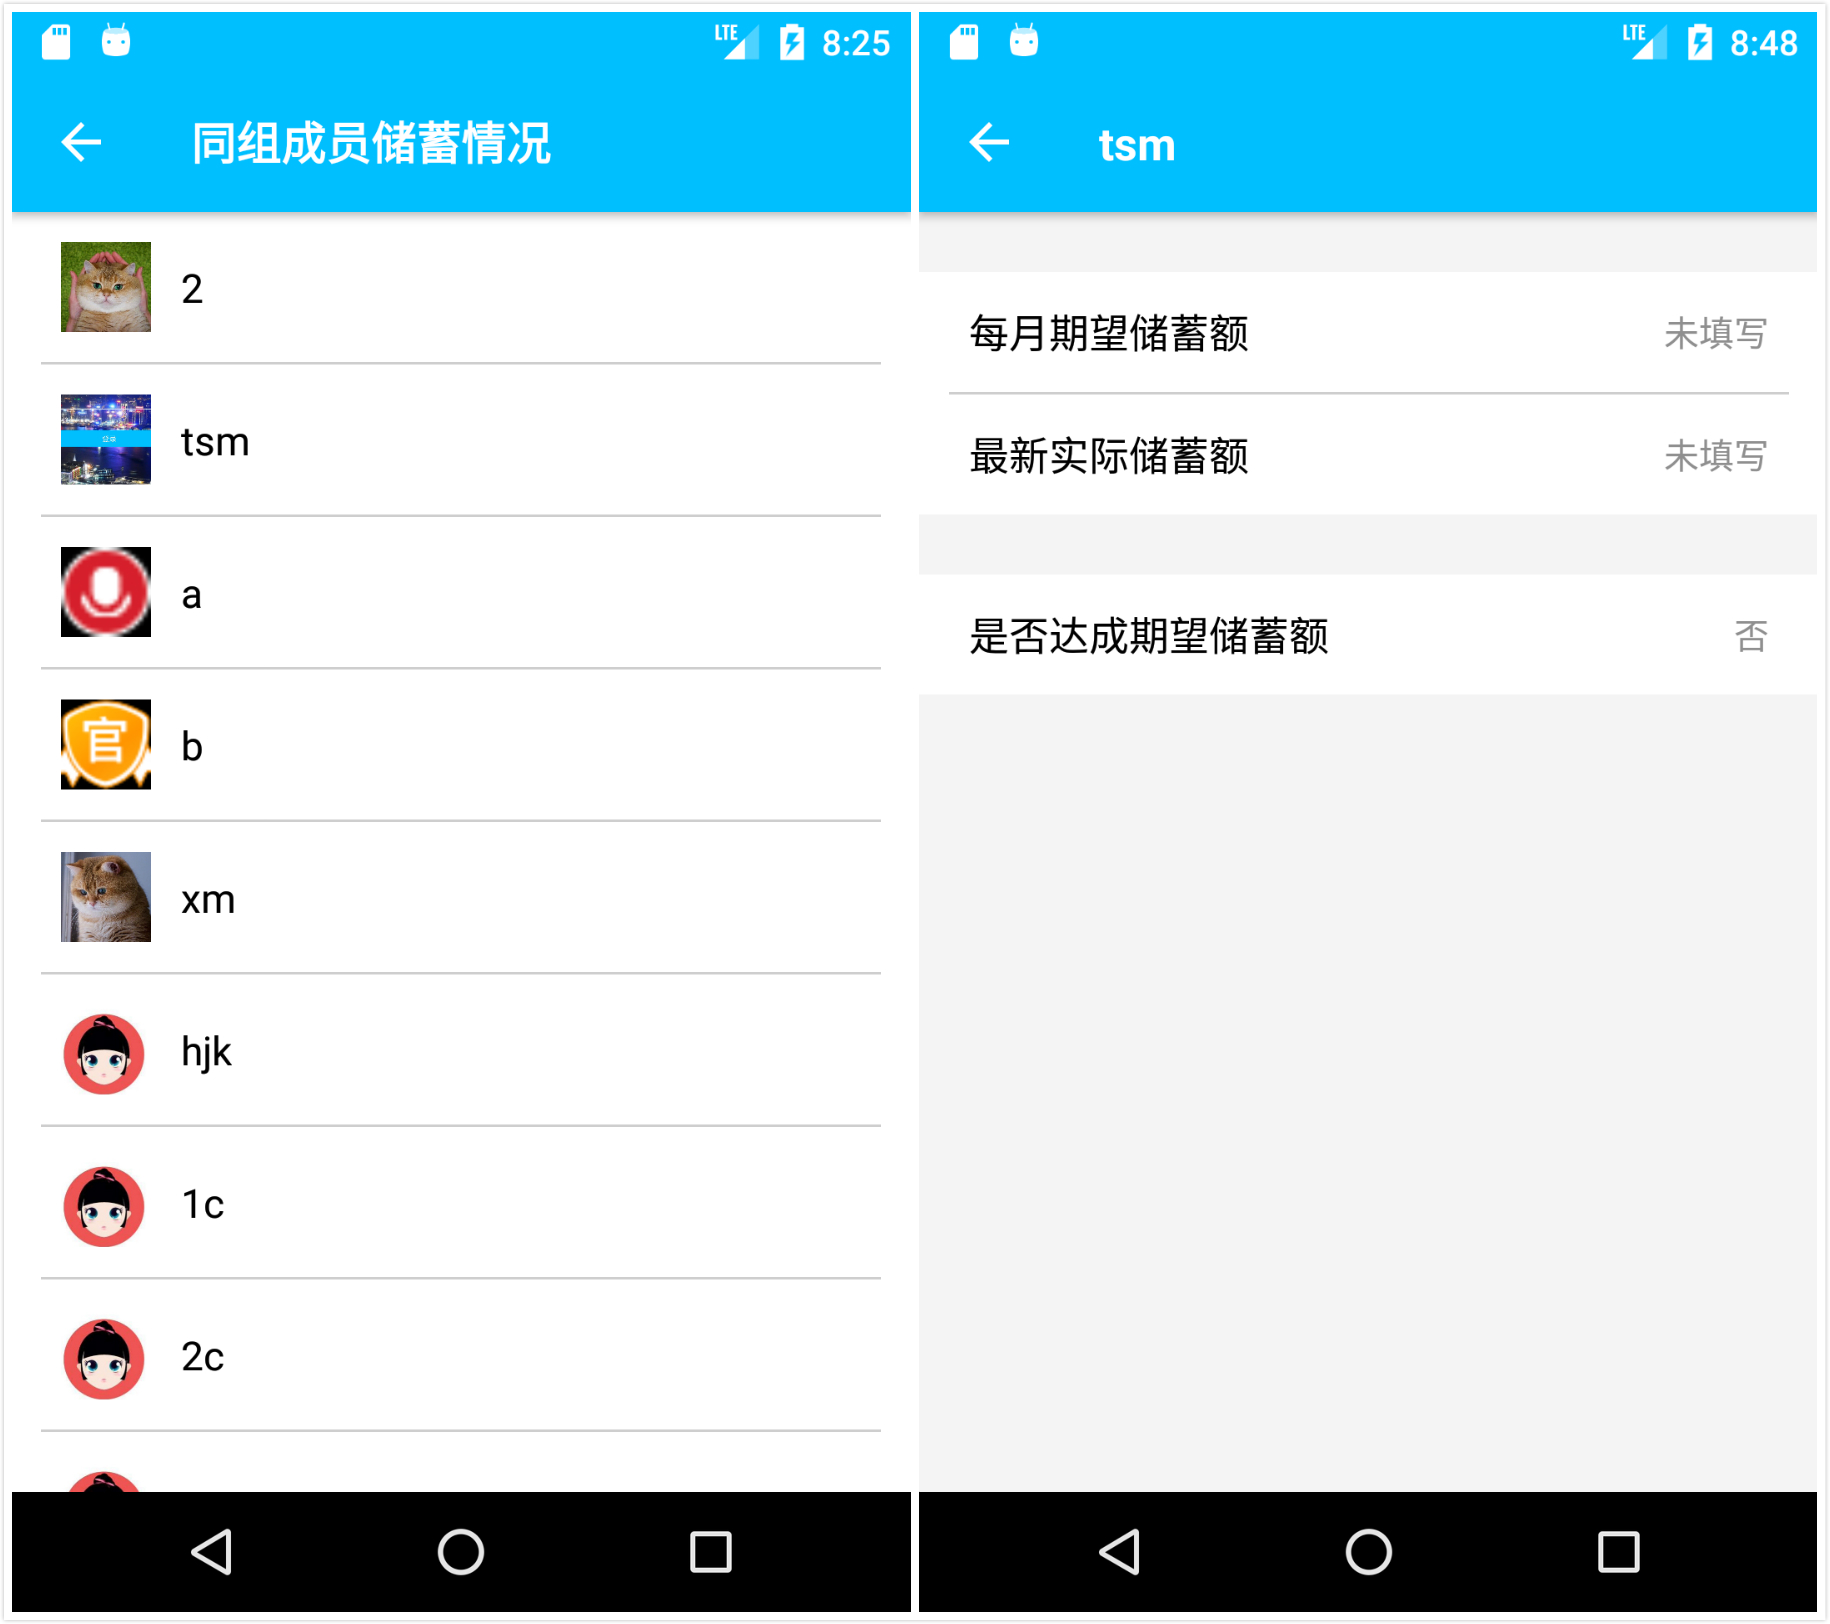 LTE 8:25
同组成员储蓄情况
2
tsm
a
官
b
xm
hjk
1c
2c
LTE 8:48
tsm
每月期望储蓄额 未填写
最新实际储蓄额 未填写
是否达成期望储蓄额 否